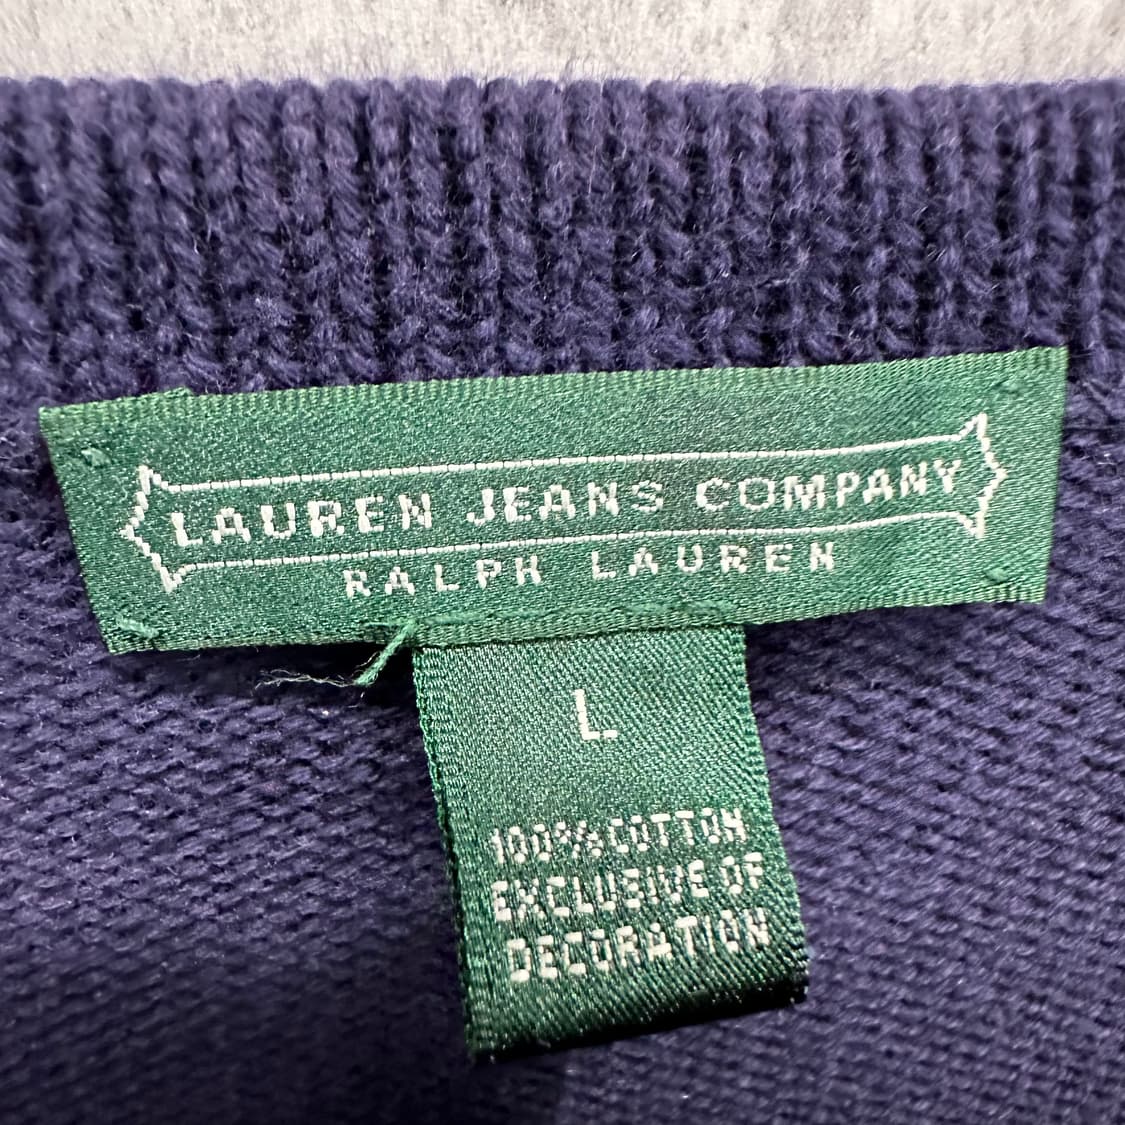 LAUREN JEANS COMPANY
RALPH LAUREN
L
100% COTTON
EXCLUSIVE OF
DECORATION